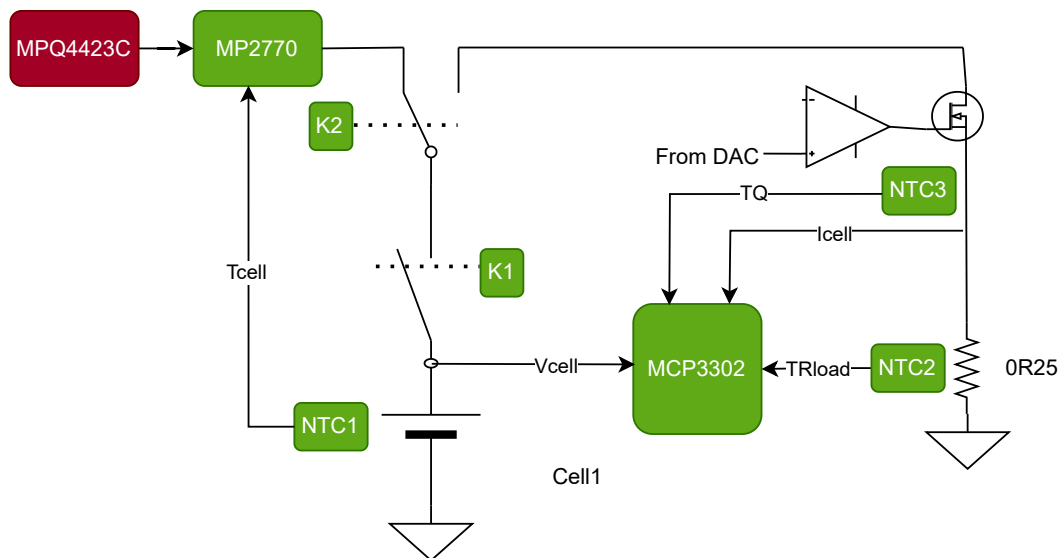 MPQ4423C
MP2770
K2
From DAC
NTC3
TQ
Icell
Tcell
K1
Vcell
MCP3302
TRload
NTC2
0R25
NTC1
Cell1